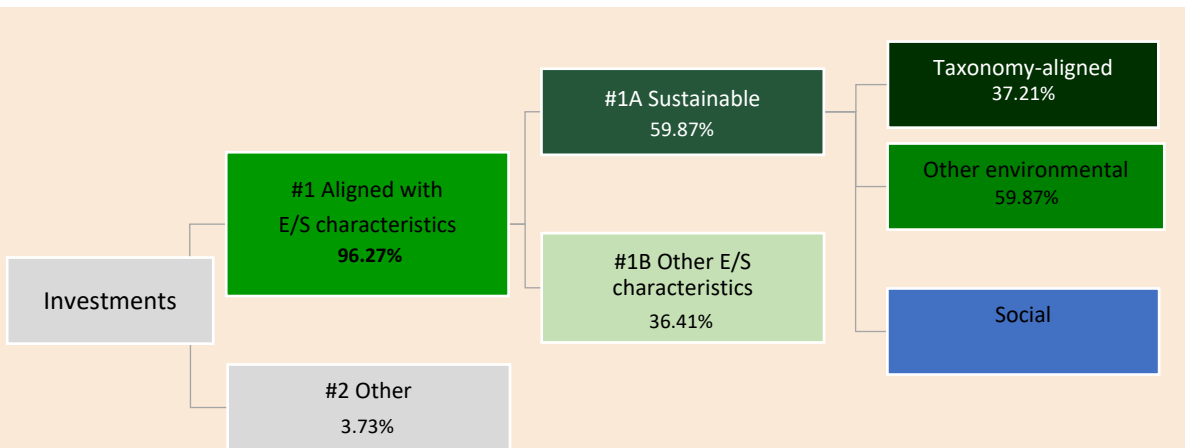 Investments
#1 Aligned with
E/S characteristics
96.27%
#2 Other
3.73%
#1A Sustainable
59.87%
#1B Other E/S
characteristics
36.41%
Taxonomy-aligned
37.21%
Other environmental
59.87%
Social